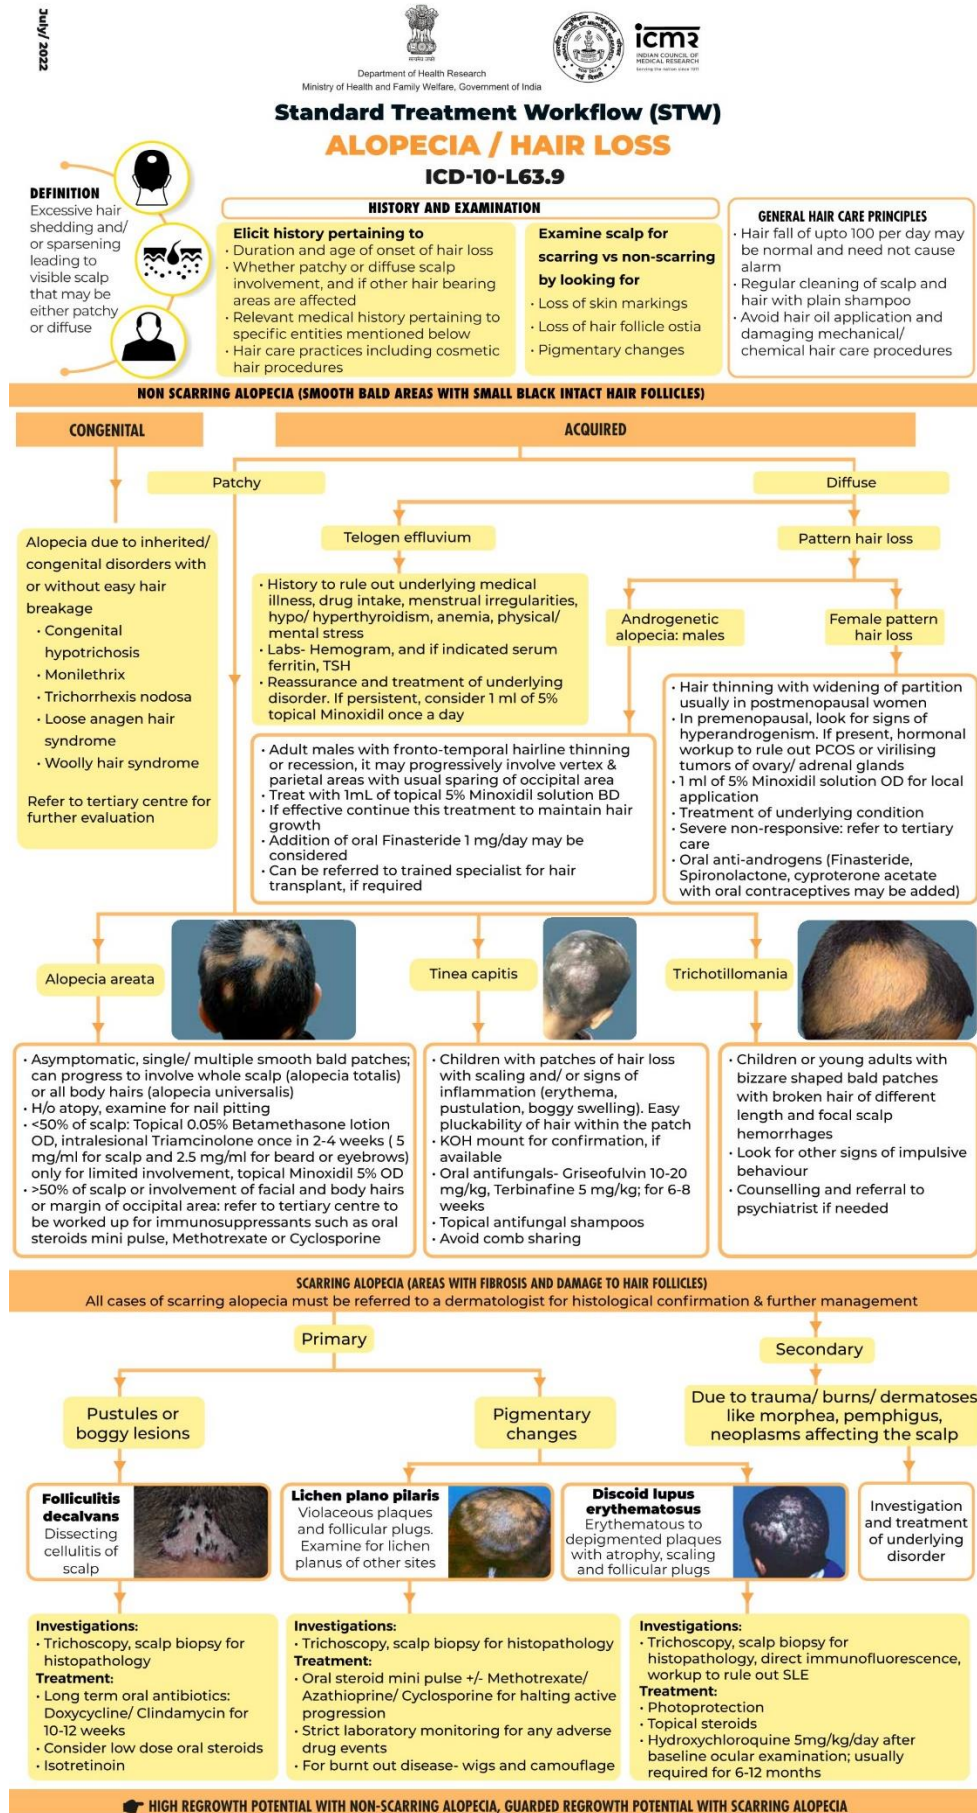 July/ 2022
सत्यमेव जयते
Department of Health Research
Ministry of Health and Family Welfare, Government of India
icmr
INDIAN COUNCIL OF
MEDICAL RESEARCH
Serving the nation since 1911
Standard Treatment Workflow (STW)
ALOPECIA / HAIR LOSS
ICD-10-L63.9
DEFINITION
Excessive hair
shedding and/
or sparsening
leading to
visible scalp
that may be
either patchy
or diffuse
HISTORY AND EXAMINATION
Elicit history pertaining to
· Duration and age of onset of hair loss
· Whether patchy or diffuse scalp
involvement, and if other hair bearing
areas are affected
· Relevant medical history pertaining to
specific entities mentioned below
· Hair care practices including cosmetic
hair procedures
Examine scalp for
scarring vs non-scarring
by looking for
· Loss of skin markings
· Loss of hair follicle ostia
· Pigmentary changes
GENERAL HAIR CARE PRINCIPLES
· Hair fall of upto 100 per day may
be normal and need not cause
alarm
· Regular cleaning of scalp and
hair with plain shampoo
· Avoid hair oil application and
damaging mechanical/
chemical hair care procedures
NON SCARRING ALOPECIA (SMOOTH BALD AREAS WITH SMALL BLACK INTACT HAIR FOLLICLES)
CONGENITAL
ACQUIRED
Patchy
Diffuse
Alopecia due to inherited/
congenital disorders with
or without easy hair
breakage
· Congenital
hypotrichosis
· Monilethrix
· Trichorrhexis nodosa
· Loose anagen hair
syndrome
· Woolly hair syndrome
Refer to tertiary centre for
further evaluation
Telogen effluvium
· History to rule out underlying medical
illness, drug intake, menstrual irregularities,
hypo/ hyperthyroidism, anemia, physical/
mental stress
· Labs- Hemogram, and if indicated serum
ferritin, TSH
· Reassurance and treatment of underlying
disorder. If persistent, consider 1 ml of 5%
topical Minoxidil once a day
Pattern hair loss
Androgenetic
alopecia: males
Female pattern
hair loss
· Adult males with fronto-temporal hairline thinning
or recession, it may progressively involve vertex &
parietal areas with usual sparing of occipital area
· Treat with 1mL of topical 5% Minoxidil solution BD
· If effective continue this treatment to maintain hair
growth
· Addition of oral Finasteride 1 mg/day may be
considered
· Can be referred to trained specialist for hair
transplant, if required
· Hair thinning with widening of partition
usually in postmenopausal women
· In premenopausal, look for signs of
hyperandrogenism. If present, hormonal
workup to rule out PCOS or virilising
tumors of ovary/ adrenal glands
· 1 ml of 5% Minoxidil solution OD for local
application
· Treatment of underlying condition
· Severe non-responsive: refer to tertiary
care
· Oral anti-androgens (Finasteride,
Spironolactone, cyproterone acetate
with oral contraceptives may be added)
Alopecia areata
Tinea capitis
Trichotillomania
· Asymptomatic, single/ multiple smooth bald patches;
can progress to involve whole scalp (alopecia totalis)
or all body hairs (alopecia universalis)
· H/o atopy, examine for nail pitting
· <50% of scalp: Topical 0.05% Betamethasone lotion
OD, intralesional Triamcinolone once in 2-4 weeks ( 5
mg/ml for scalp and 2.5 mg/ml for beard or eyebrows)
only for limited involvement, topical Minoxidil 5% OD
· >50% of scalp or involvement of facial and body hairs
or margin of occipital area: refer to tertiary centre to
be worked up for immunosuppressants such as oral
steroids mini pulse, Methotrexate or Cyclosporine
· Children with patches of hair loss
with scaling and/ or signs of
inflammation (erythema,
pustulation, boggy swelling). Easy
pluckability of hair within the patch
· KOH mount for confirmation, if
available
· Oral antifungals- Griseofulvin 10-20
mg/kg, Terbinafine 5 mg/kg; for 6-8
weeks
· Topical antifungal shampoos
· Avoid comb sharing
· Children or young adults with
bizzare shaped bald patches
with broken hair of different
length and focal scalp
hemorrhages
· Look for other signs of impulsive
behaviour
· Counselling and referral to
psychiatrist if needed
SCARRING ALOPECIA (AREAS WITH FIBROSIS AND DAMAGE TO HAIR FOLLICLES)
All cases of scarring alopecia must be referred to a dermatologist for histological confirmation & further management
Primary
Secondary
Pustules or
boggy lesions
Pigmentary
changes
Due to trauma/ burns/ dermatoses
like morphea, pemphigus,
neoplasms affecting the scalp
Folliculitis
decalvans
Dissecting
cellulitis of
scalp
Lichen plano pilaris
Violaceous plaques
and follicular plugs.
Examine for lichen
planus of other sites
Discoid lupus
erythematosus
Erythematous to
depigmented plaques
with atrophy, scaling
and follicular plugs
Investigation
and treatment
of underlying
disorder
Investigations:
· Trichoscopy, scalp biopsy for
histopathology
Treatment:
· Long term oral antibiotics:
Doxycycline/ Clindamycin for
10-12 weeks
· Consider low dose oral steroids
· Isotretinoin
Investigations:
· Trichoscopy, scalp biopsy for histopathology
Treatment:
· Oral steroid mini pulse +/- Methotrexate/
Azathioprine/ Cyclosporine for halting active
progression
· Strict laboratory monitoring for any adverse
drug events
· For burnt out disease- wigs and camouflage
Investigations:
· Trichoscopy, scalp biopsy for
histopathology, direct immunofluorescence,
workup to rule out SLE
Treatment:
· Photoprotection
· Topical steroids
· Hydroxychloroquine 5mg/kg/day after
baseline ocular examination; usually
required for 6-12 months
HIGH REGROWTH POTENTIAL WITH NON-SCARRING ALOPECIA, GUARDED REGROWTH POTENTIAL WITH SCARRING ALOPECIA